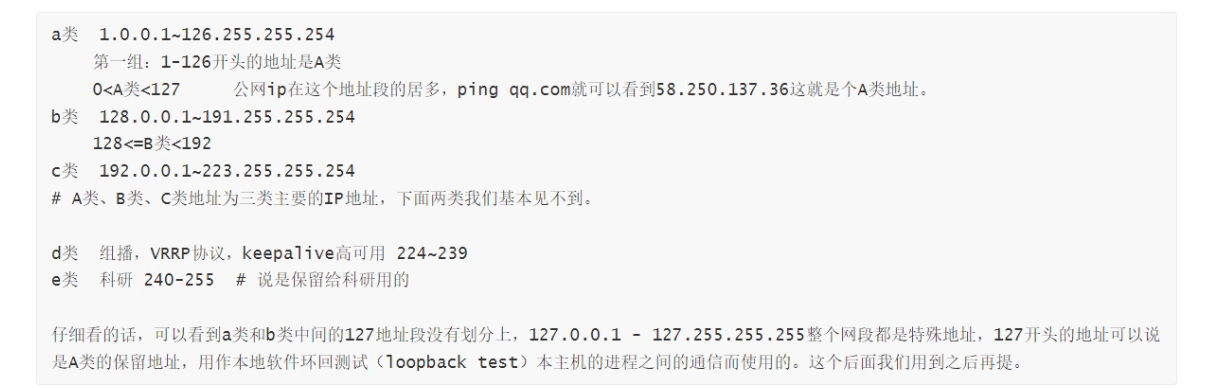 a类  1.0.0.1~126.255.255.254
第一组：1-126开头的地址是A类
0<A类<127      公网ip在这个地址段的居多，ping qq.com就可以看到58.250.137.36这就是个A类地址。
b类  128.0.0.1~191.255.255.254
128<=B类<192
c类  192.0.0.1~223.255.255.254
# A类、B类、C类地址为三类主要的IP地址，下面两类我们基本见不到。
d类  组播，VRRP协议，keepalive高可用 224~239
e类  科研 240-255  # 说是保留给科研用的
仔细看的话，可以看到a类和b类中间的127地址段没有划分上，127.0.0.1 - 127.255.255.255整个网段都是特殊地址，127开头的地址可以说
是A类的保留地址，用作本地软件环回测试（loopback test）本主机的进程之间的通信而使用的。这个后面我们用到之后再提。